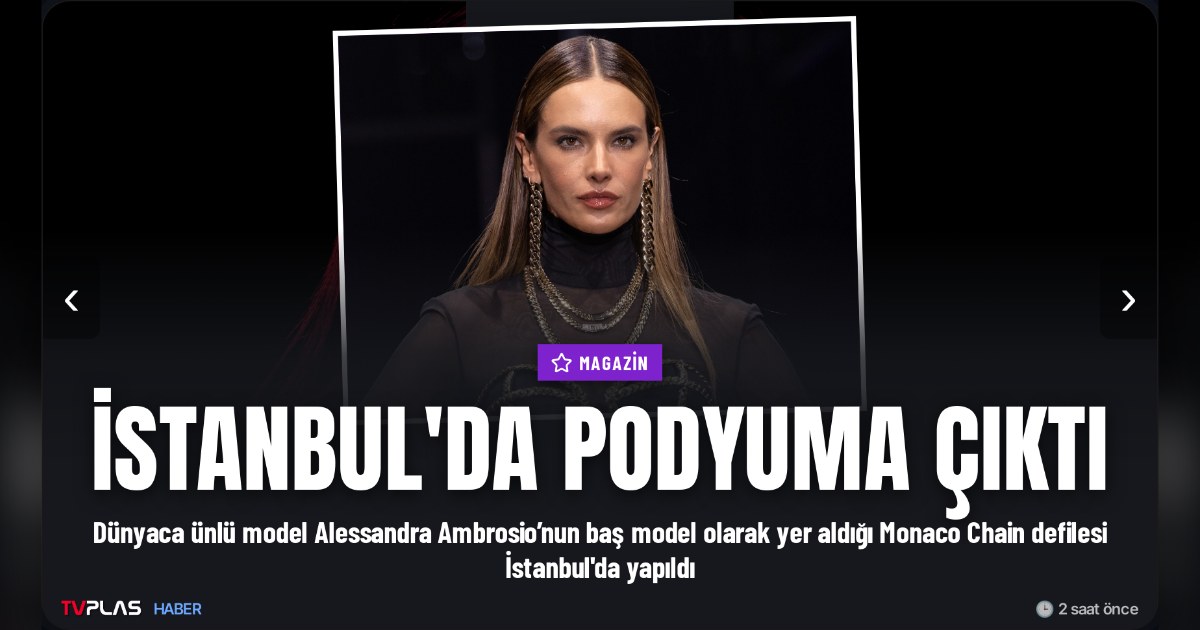 MAGAZİN
İSTANBUL'DA PODYUMA ÇIKTI
Dünyaca ünlü model Alessandra Ambrosio’nun baş model olarak yer aldığı Monaco Chain defilesi
İstanbul'da yapıldı
TVPLAS HABER
2 saat önce